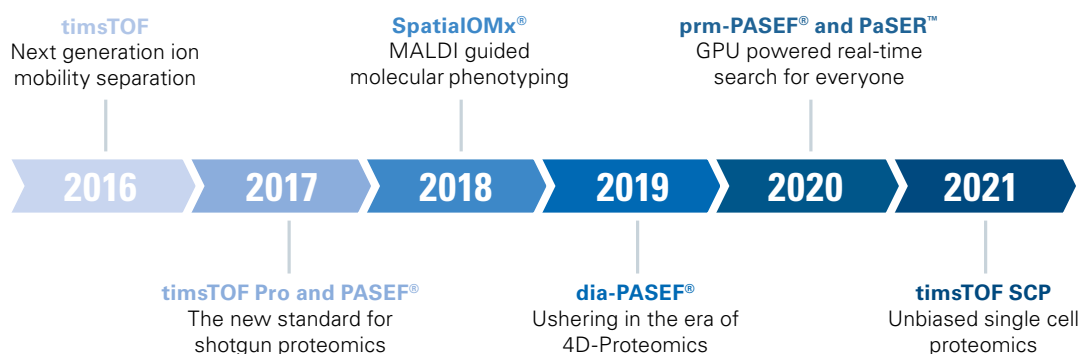 timsTOF
Next generation ion
mobility separation
SpatialOMx®
MALDI guided
molecular phenotyping
prm-PASEF® and PaSER™
GPU powered real-time
search for everyone
2016
2017
2018
2019
2020
2021
timsTOF Pro and PASEF®
The new standard for
shotgun proteomics
dia-PASEF®
Ushering in the era of
4D-Proteomics
timsTOF SCP
Unbiased single cell
proteomics